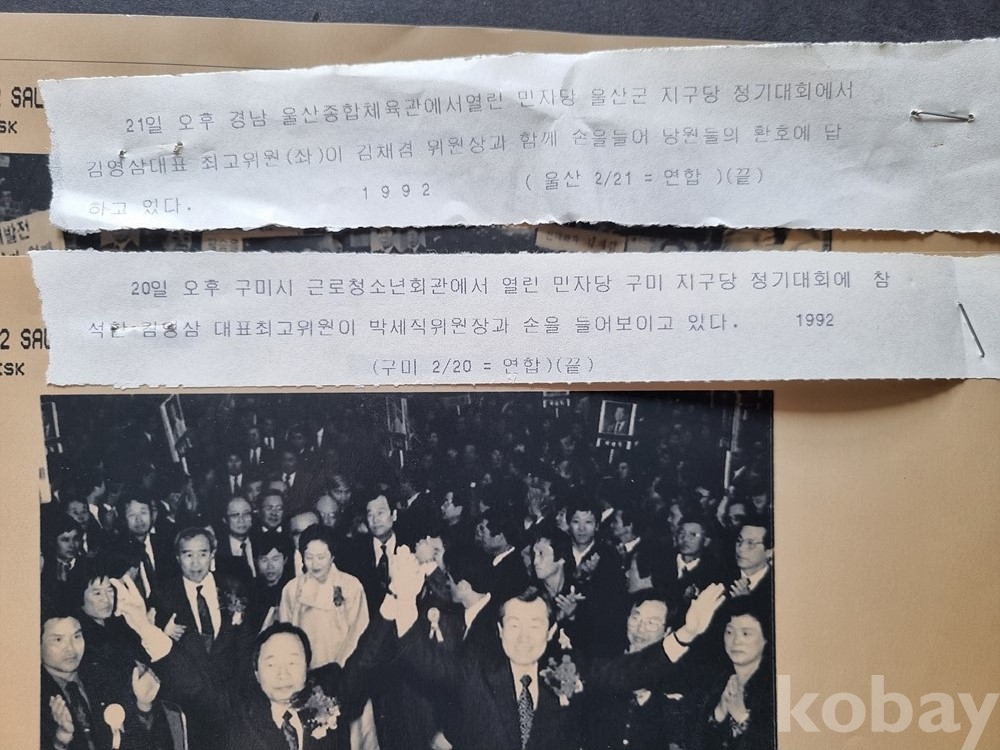 SAL
SK
21일 오후 경남 울산종합체육관에서열린 민자당 울산군 지구당 정기대회에서
김영삼대표 최고위원(좌)이 김채겸 위원상과 함께 손을들어 낭원들의 환호에 답
하고 있다. 1992 (울산 2/21 = 연합 )(끝)
발전
20일 오후 구미시 근로청소년회관에서 열린 민자당 구미 지구당 정기대회에 참
석한 김영삼 대표최고위원이 박세직위원장과 손을 들어보이고 있다. 1992
2 SAL
SK
(구미 2/20 = 연합)(끝)
kobay